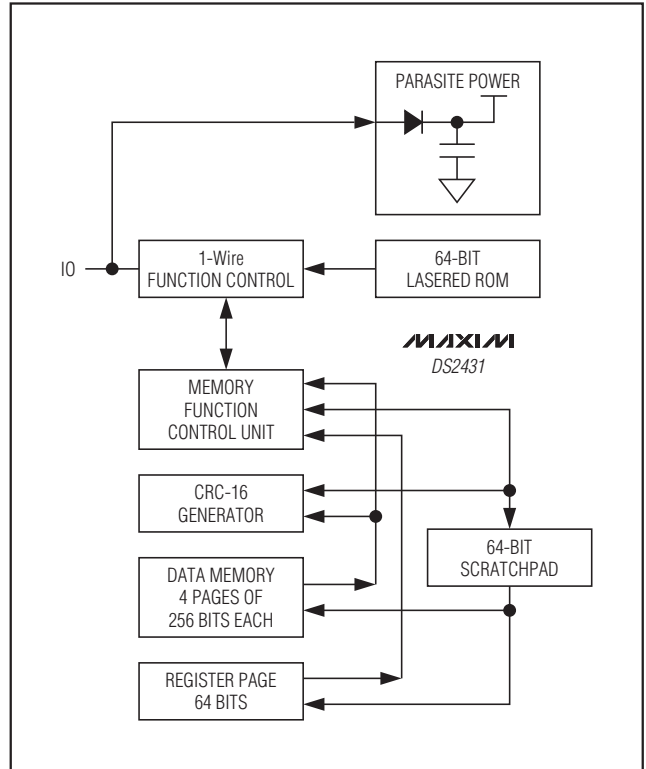 PARASITE POWER
IO
1-Wire
FUNCTION CONTROL
64-BIT
LASERED ROM
MAXIM
DS2431
MEMORY
FUNCTION
CONTROL UNIT
CRC-16
GENERATOR
64-BIT
SCRATCHPAD
DATA MEMORY
4 PAGES OF
256 BITS EACH
REGISTER PAGE
64 BITS